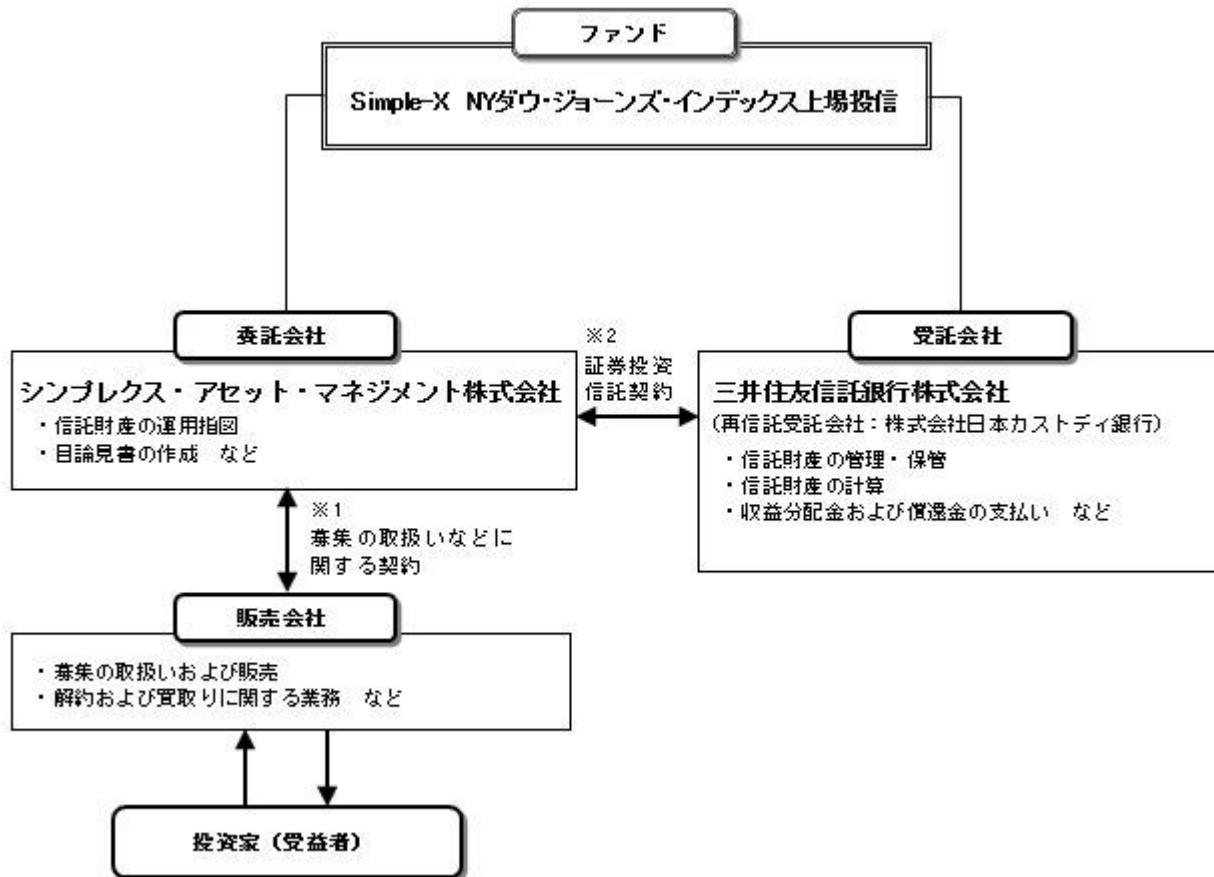 ファンド
Simple-X NYダウ・ジョーンズ・インデックス上場投信
委託会社
シンプレクス・アセット・マネジメント株式会社
・信託財産の運用指図
・目論見書の作成 など
※2
証券投資
信託契約
受託会社
三井住友信託銀行株式会社
(再信託受託会社:株式会社日本カストディ銀行)
・信託財産の管理・保管
・信託財産の計算
・収益分配金および償還金の支払い など
※1
募集の取扱いなどに
関する契約
販売会社
・募集の取扱いおよび販売
・解約および買取りに関する業務 など
投資家(受益者)